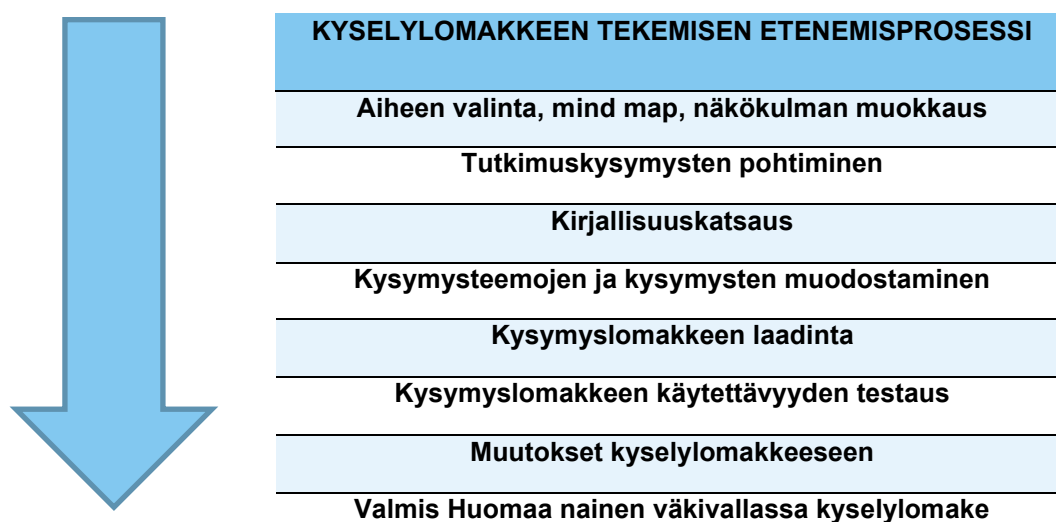 KYSELYLOMAKKEEN TEKEMISEN ETENEMISPROSESSI
Aiheen valinta, mind map, näkökulman muokkaus
Tutkimuskysymysten pohtiminen
Kirjallisuuskatsaus
Kysymysteemojen ja kysymysten muodostaminen
Kysymyslomakkeen laadinta
Kysymyslomakkeen käytettävyyden testaus
Muutokset kyselylomakkeeseen
Valmis Huomaa nainen väkivallassa kyselylomake